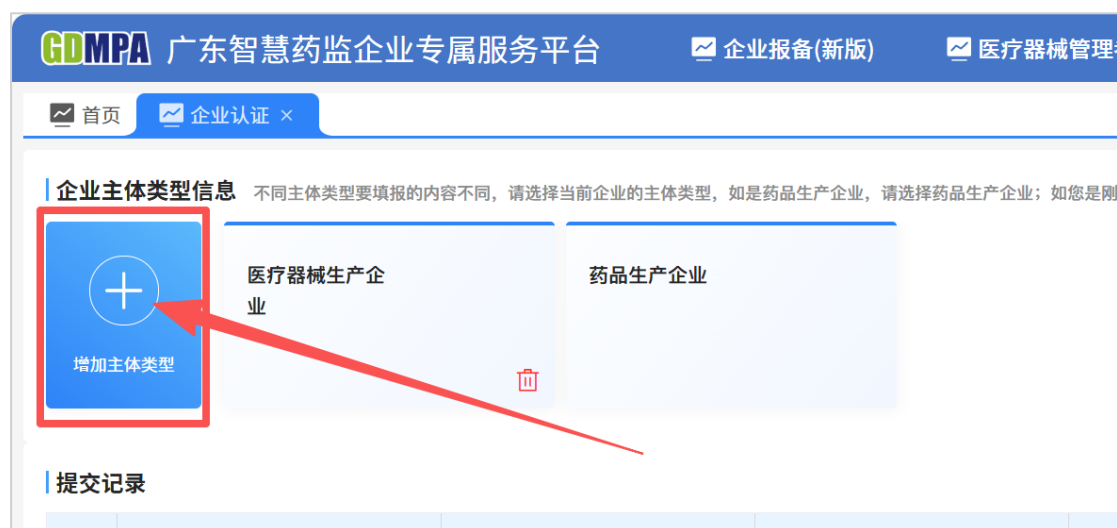 GDMPA 广东智慧药监企业专属服务平台 企业报备(新版) 医疗器械管理
首页 企业认证 ×
企业主体类型信息 不同主体类型要填报的内容不同，请选择当前企业的主体类型，如是药品生产企业，请选择药品生产企业；如您是刚
医疗器械生产企
业
药品生产企业
增加主体类型
提交记录